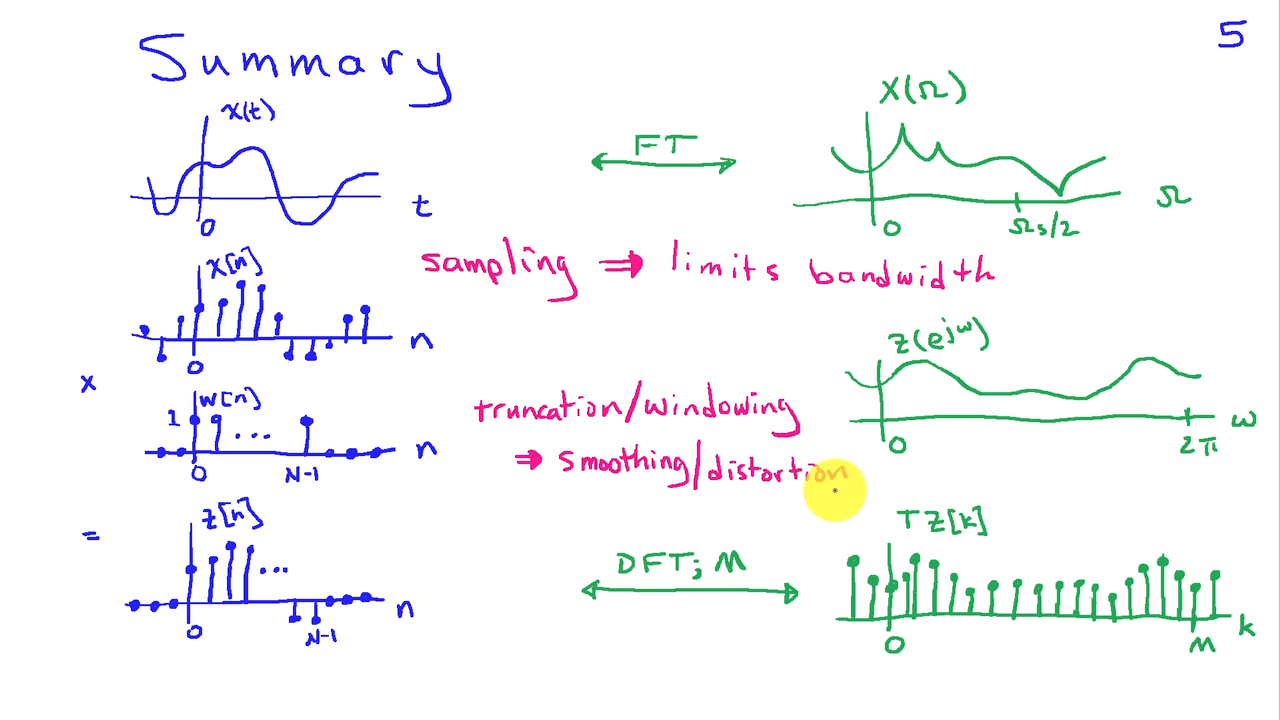 Summary
5
x(t)
0
t
FT
X(Ω)
0
Ωs/2
Ω
sampling ⇒ limits bandwidth
x[n]
0
n
x
w[n]
1
...
0
N-1
n
truncation/windowing
⇒ smoothing/distortion
z(e^jω)
0
2π
ω
=
z[n]
...
0
N-1
n
DFT; M
TZ[k]
0
M
k